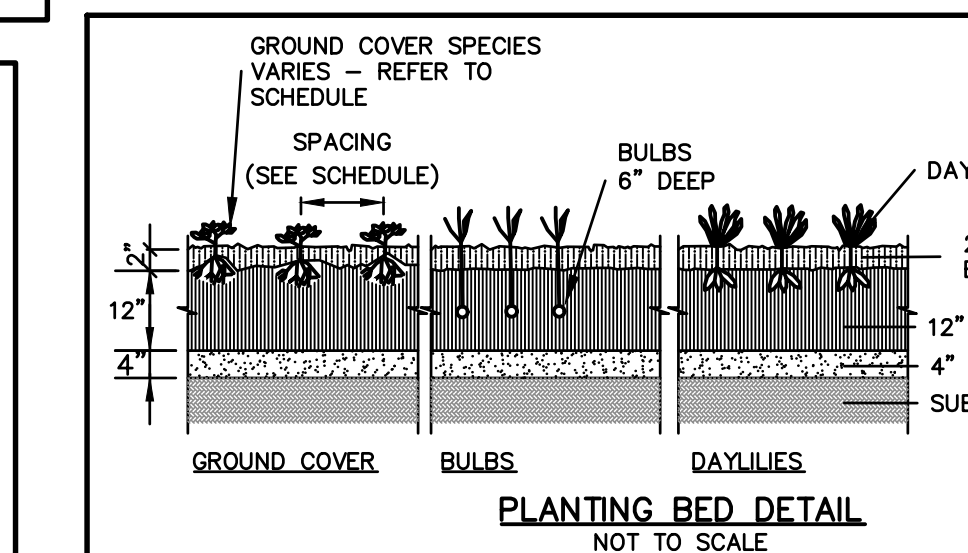 GROUND COVER SPECIES
VARIES – REFER TO
SCHEDULE
SPACING
(SEE SCHEDULE)
BULBS
6" DEEP
2"
12"
4"
12"
4"
GROUND COVER
BULBS
DAYLILIES
PLANTING BED DETAIL
NOT TO SCALE